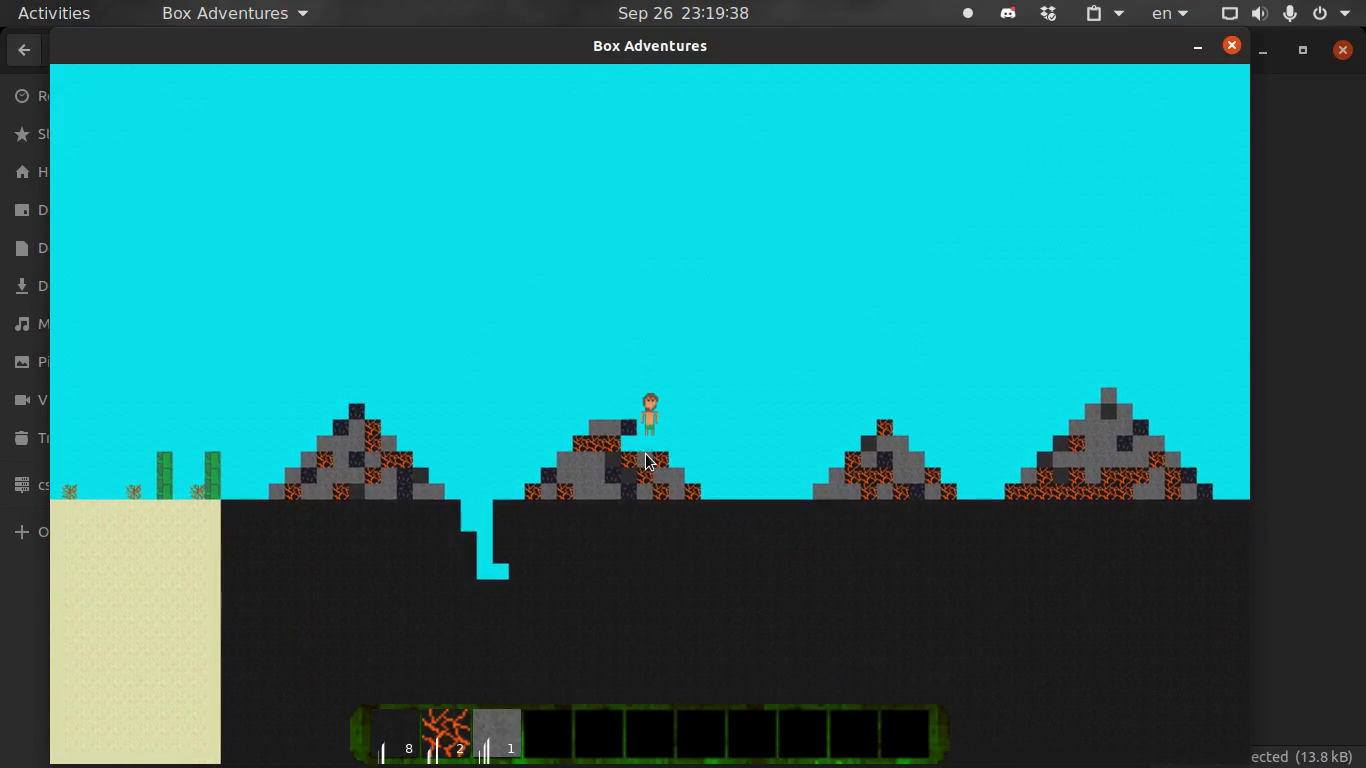 Activities
Box Adventures
Sep 26 23:19:38
en
Box Adventures
8
2
1
ected (13.8 kB)